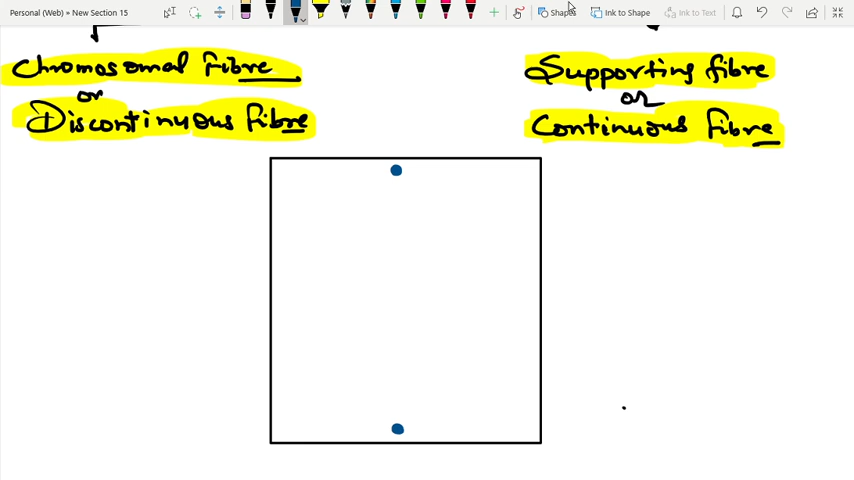 Personal (Web) » New Section 15
Shapes
Ink to Shape
Ink to Text
Chromosomal Fibre
or
Discontinuous Fibre
Supporting fibre
or
Continuous Fibre